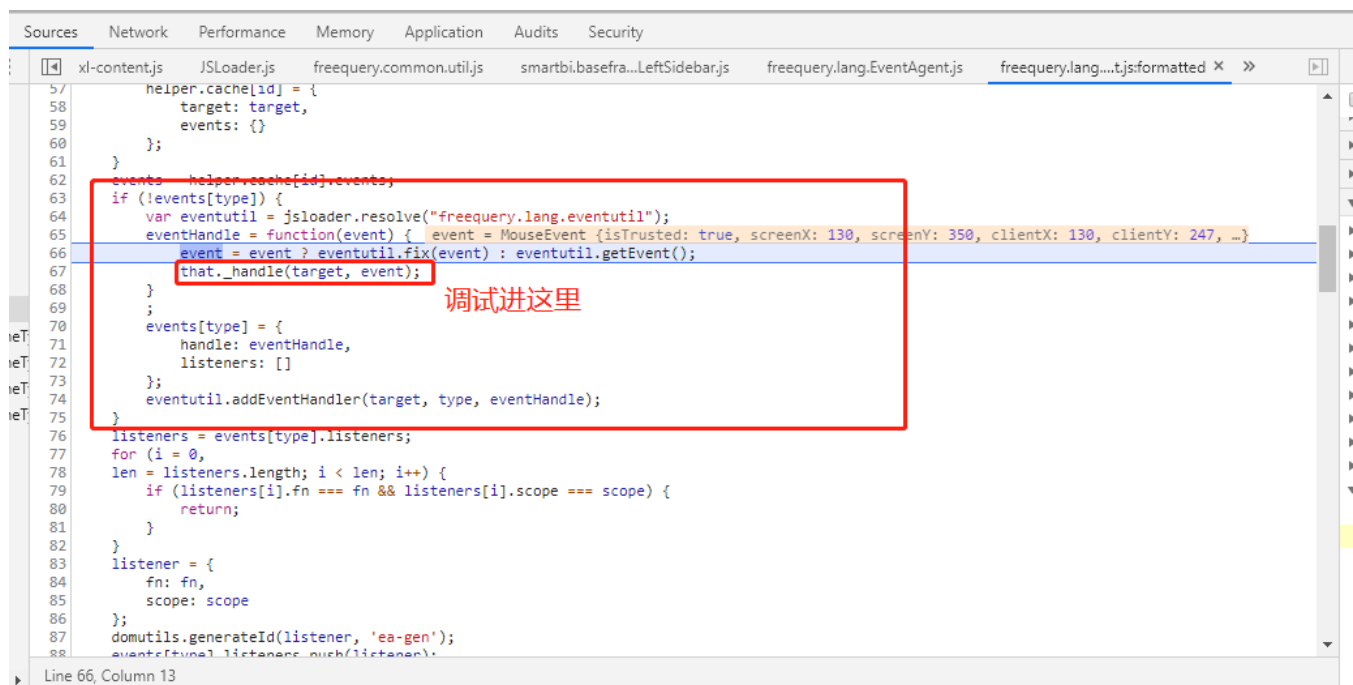 Sources Network Performance Memory Application Audits Security
xl-content.js JSLoader.js freequery.common.util.js smartbi.basefra...LeftSidebar.js freequery.lang.EventAgent.js freequery.lang....t.js:formatted × »
57 helper.cache[id] = {
58 target: target,
59 events: {}
60 };
61 }
62 events = helper.cache[id].events;
63 if (!events[type]) {
64 var eventutil = jsloader.resolve("freequery.lang.eventutil");
65 eventHandle = function(event) { event = MouseEvent {isTrusted: true, screenX: 130, screenY: 350, clientX: 130, clientY: 247, …}
66 event = event ? eventutil.fix(event) : eventutil.getEvent();
67 that._handle(target, event);
68 }
调试进这里
69 ;
70 events[type] = {
71 handle: eventHandle,
72 listeners: []
73 };
74 eventutil.addEventHandler(target, type, eventHandle);
75 }
76 listeners = events[type].listeners;
77 for (i = 0,
78 len = listeners.length; i < len; i++) {
79 if (listeners[i].fn === fn && listeners[i].scope === scope) {
80 return;
81 }
82 }
83 listener = {
84 fn: fn,
85 scope: scope
86 };
87 domutils.generateId(listener, 'ea-gen');
88 events[type].listeners.push(listener);
Line 66, Column 13